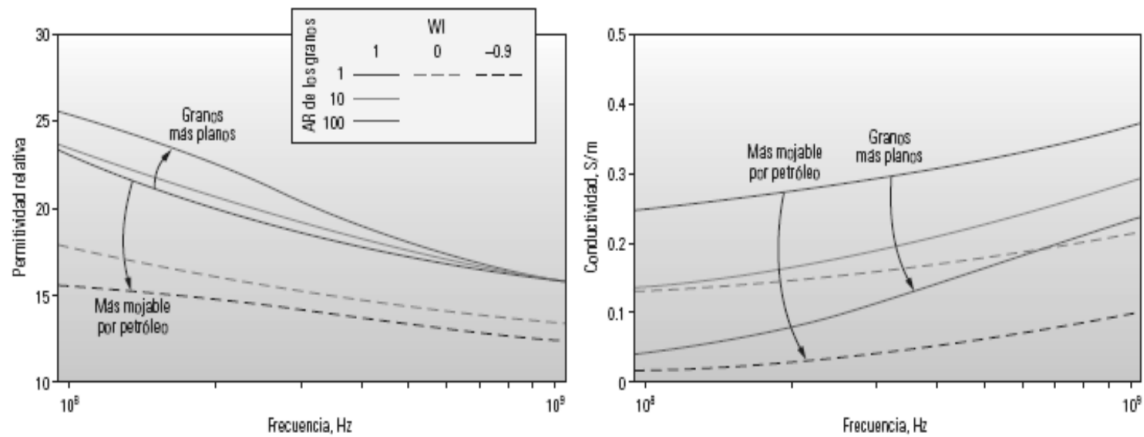 30
25
20
15
10
Permitividad relativa
WI
1 0 –0.9
AR de los granos
1
10
100
Granos
más planos
Más mojable
por petróleo
10⁸
10⁹
Frecuencia, Hz
0.5
0.4
0.3
0.2
0.1
0
Conductividad, S/m
Más mojable
por petróleo
Granos
más planos
10⁸
10⁹
Frecuencia, Hz